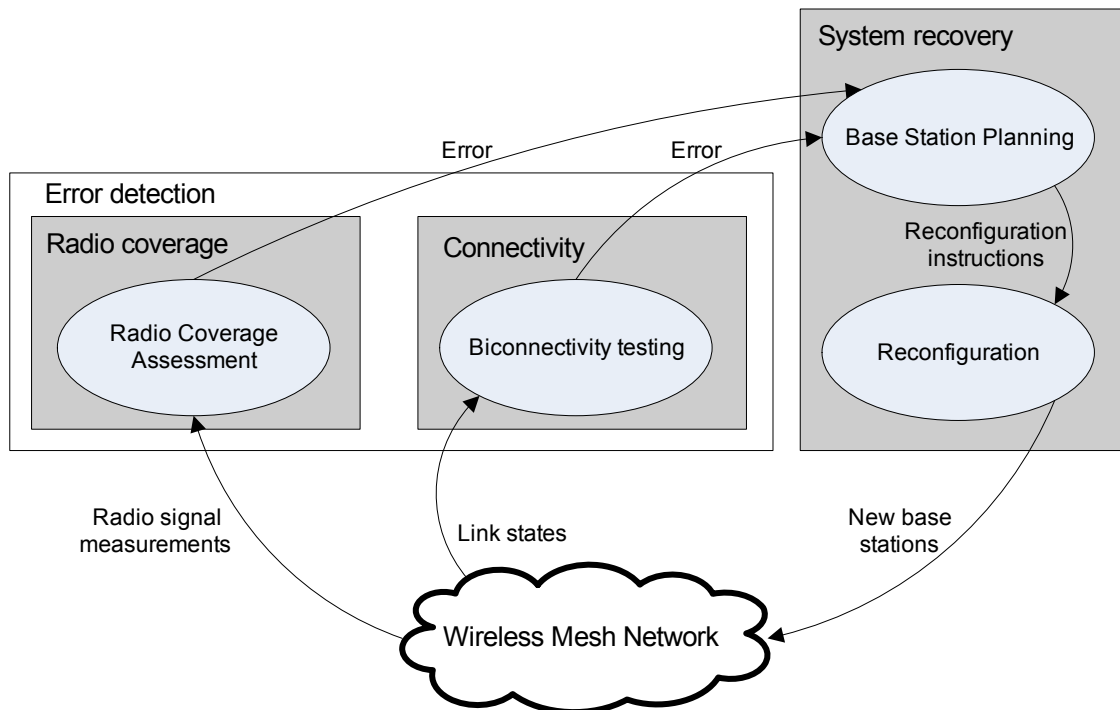 System recovery
Base Station Planning
Error
Error
Error detection
Radio coverage
Connectivity
Reconfiguration
instructions
Radio Coverage
Assessment
Biconnectivity testing
Reconfiguration
Radio signal
measurements
Link states
New base
stations
Wireless Mesh Network